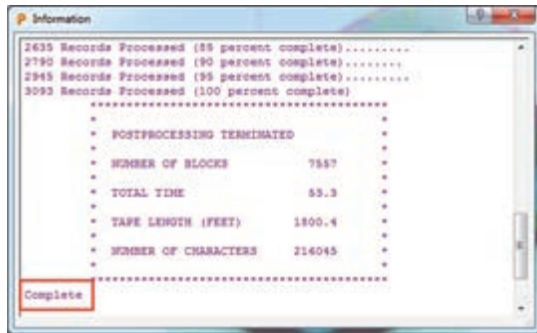 Information
2635 Records Processed (85 percent complete).........
2790 Records Processed (90 percent complete)........
2945 Records Processed (95 percent complete).........
3093 Records Processed (100 percent complete)
******************************************
* POSTPROCESSING TERMINATED *
* NUMBER OF BLOCKS 7557 *
* TOTAL TIME 53.3 *
* TAPE LENGTH (FEET) 1800.4 *
* NUMBER OF CHARACTERS 216045 *
******************************************
Complete